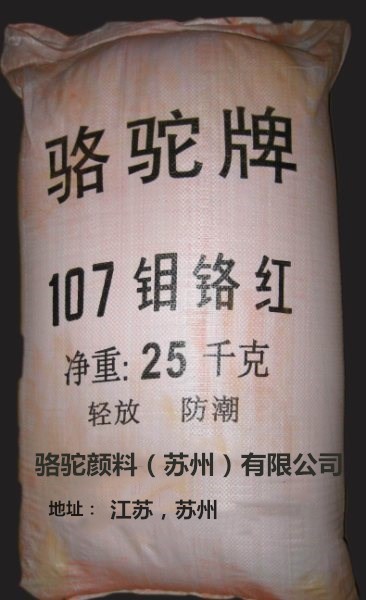 骆驼牌
107 钼铬红
净重: 25 千克
轻放 防潮
骆驼颜料（苏州）有限公司
地址： 江苏，苏州